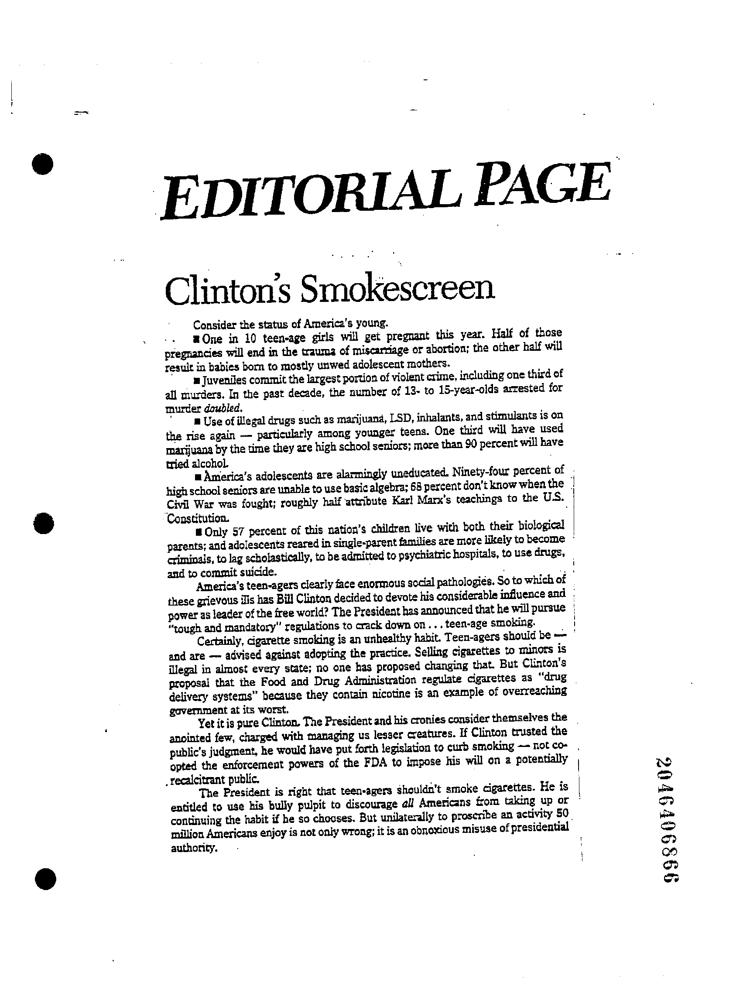 EDITORIAL PAGE
Clinton's Smokescreen
Consider the status of America's young.
■ One in 10 teen-age girls will get pregnant this year. Half of those
pregnancies will end in the trauma of miscarriage or abortion; the other half will
result in babies born to mostly unwed adolescent mothers.
■ Juveniles commit the largest portion of violent crime, including one third of
all murders. In the past decade, the number of 13- to 15-year-olds arrested for
murder doubled.
■ Use of illegal drugs such as marijuana, LSD, inhalants, and stimulants is on
the rise again — particularly among younger teens. One third will have used
marijuana by the time they are high school seniors; more than 90 percent will have
tried alcohol.
■ America's adolescents are alarmingly uneducated. Ninety-four percent of
high school seniors are unable to use basic algebra; 68 percent don't know when the
Civil War was fought; roughly half attribute Karl Marx's teachings to the U.S.
Constitution.
■ Only 57 percent of this nation's children live with both their biological
parents; and adolescents reared in single-parent families are more likely to become
criminals, to lag scholastically, to be admitted to psychiatric hospitals, to use drugs,
and to commit suicide.
America's teen-agers clearly face enormous social pathologies. So to which of
these grievous ills has Bill Clinton decided to devote his considerable influence and
power as leader of the free world? The President has announced that he will pursue
"tough and mandatory" regulations to crack down on . . . teen-age smoking.
Certainly, cigarette smoking is an unhealthy habit. Teen-agers should be —
and are — advised against adopting the practice. Selling cigarettes to minors is
illegal in almost every state; no one has proposed changing that. But Clinton's
proposal that the Food and Drug Administration regulate cigarettes as "drug
delivery systems" because they contain nicotine is an example of overreaching
government at its worst.
Yet it is pure Clinton. The President and his cronies consider themselves the
anointed few, charged with managing us lesser creatures. If Clinton trusted the
public's judgment, he would have put forth legislation to curb smoking — not co-
opted the enforcement powers of the FDA to impose his will on a potentially
recalcitrant public.
The President is right that teen-agers shouldn't smoke cigarettes. He is
entitled to use his bully pulpit to discourage all Americans from taking up or
continuing the habit if he so chooses. But unilaterally to proscribe an activity 50
million Americans enjoy is not only wrong; it is an obnoxious misuse of presidential
authority.
2046406866